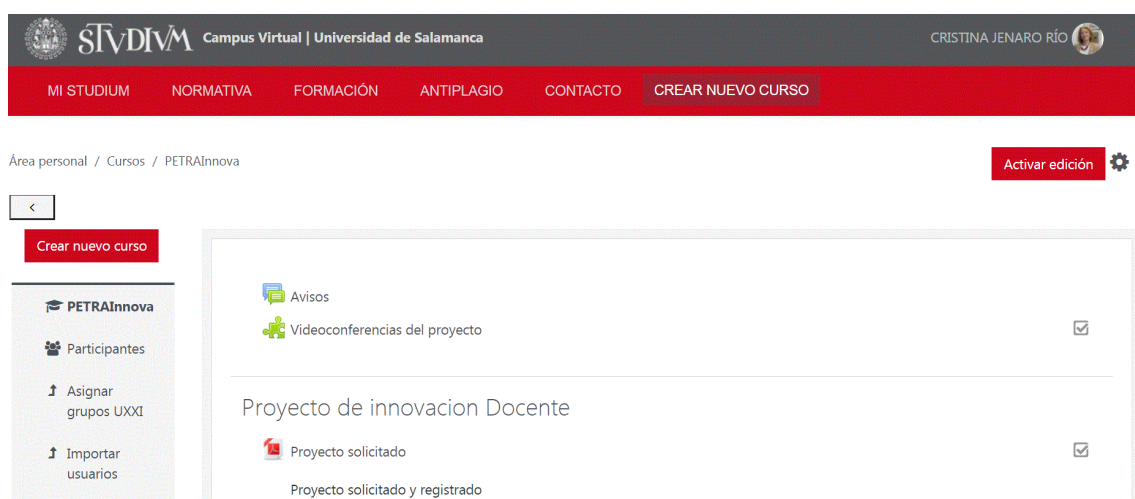 STVDIVM Campus Virtual | Universidad de Salamanca
CRISTINA JENARO RÍO
MI STUDIUM NORMATIVA FORMACIÓN ANTIPLAGIO CONTACTO CREAR NUEVO CURSO
Área personal / Cursos / PETRAInnova
Activar edición
<
Crear nuevo curso
PETRAInnova
Participantes
Asignar
grupos UXXI
Importar
usuarios
Avisos
Videoconferencias del proyecto
Proyecto de innovacion Docente
Proyecto solicitado
Proyecto solicitado y registrado